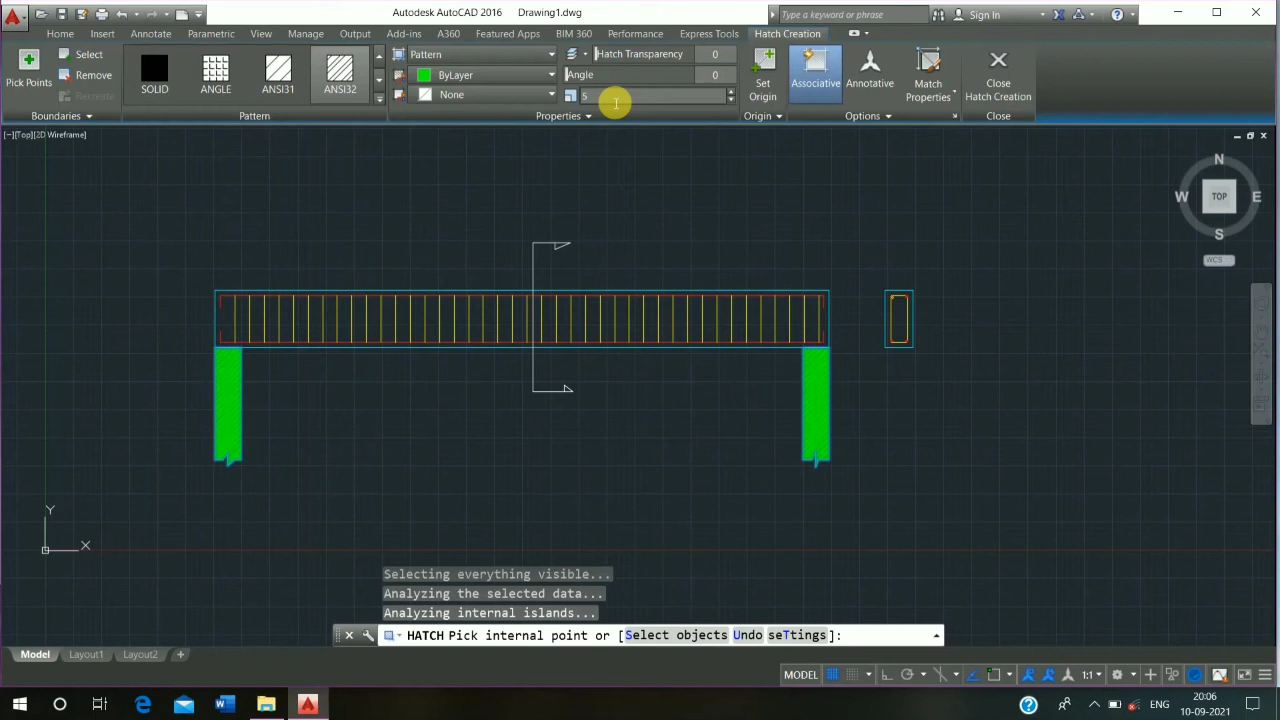 Autodesk AutoCAD 2016 Drawing1.dwg
Type a keyword or phrase
Sign In
Home Insert Annotate Parametric View Manage Output Add-ins A360 Featured Apps BIM 360 Performance Express Tools Hatch Creation
Pick Points
Select
Remove
Recreate
SOLID
ANGLE
ANSI31
ANSI32
Pattern
ByLayer
None
Hatch Transparency 0
Angle 0
5
Set
Origin
Associative
Annotative
Match
Properties
Close
Hatch Creation
Boundaries Pattern Properties Origin Options Close
[−][Top][2D Wireframe]
N
W TOP E
S
WCS
Y
X
Selecting everything visible...
Analyzing the selected data...
Analyzing internal islands...
HATCH Pick internal point or [Select objects Undo seTtings]:
Model Layout1 Layout2 +
MODEL 1:1
ENG
20:06
10-09-2021